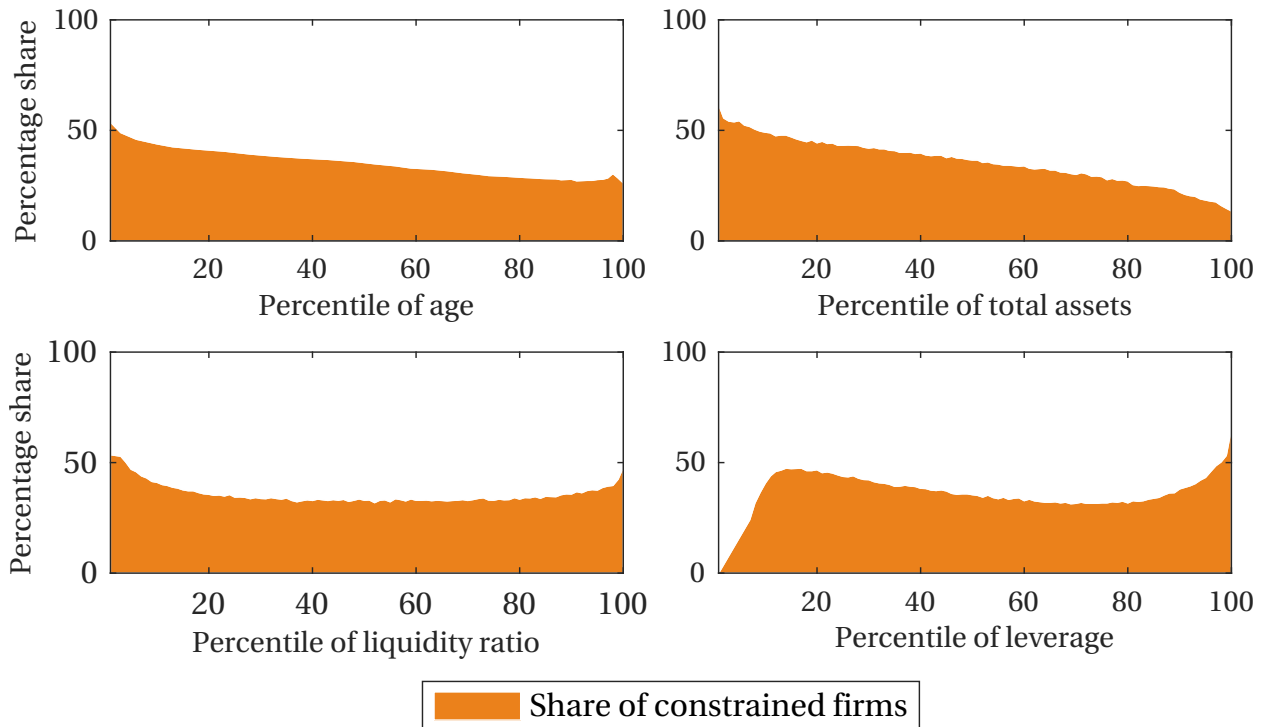 100
50
0
Percentage share
20 40 60 80 100
Percentile of age
100
50
0
20 40 60 80 100
Percentile of total assets
100
50
0
Percentage share
20 40 60 80 100
Percentile of liquidity ratio
100
50
0
20 40 60 80 100
Percentile of leverage
Share of constrained firms